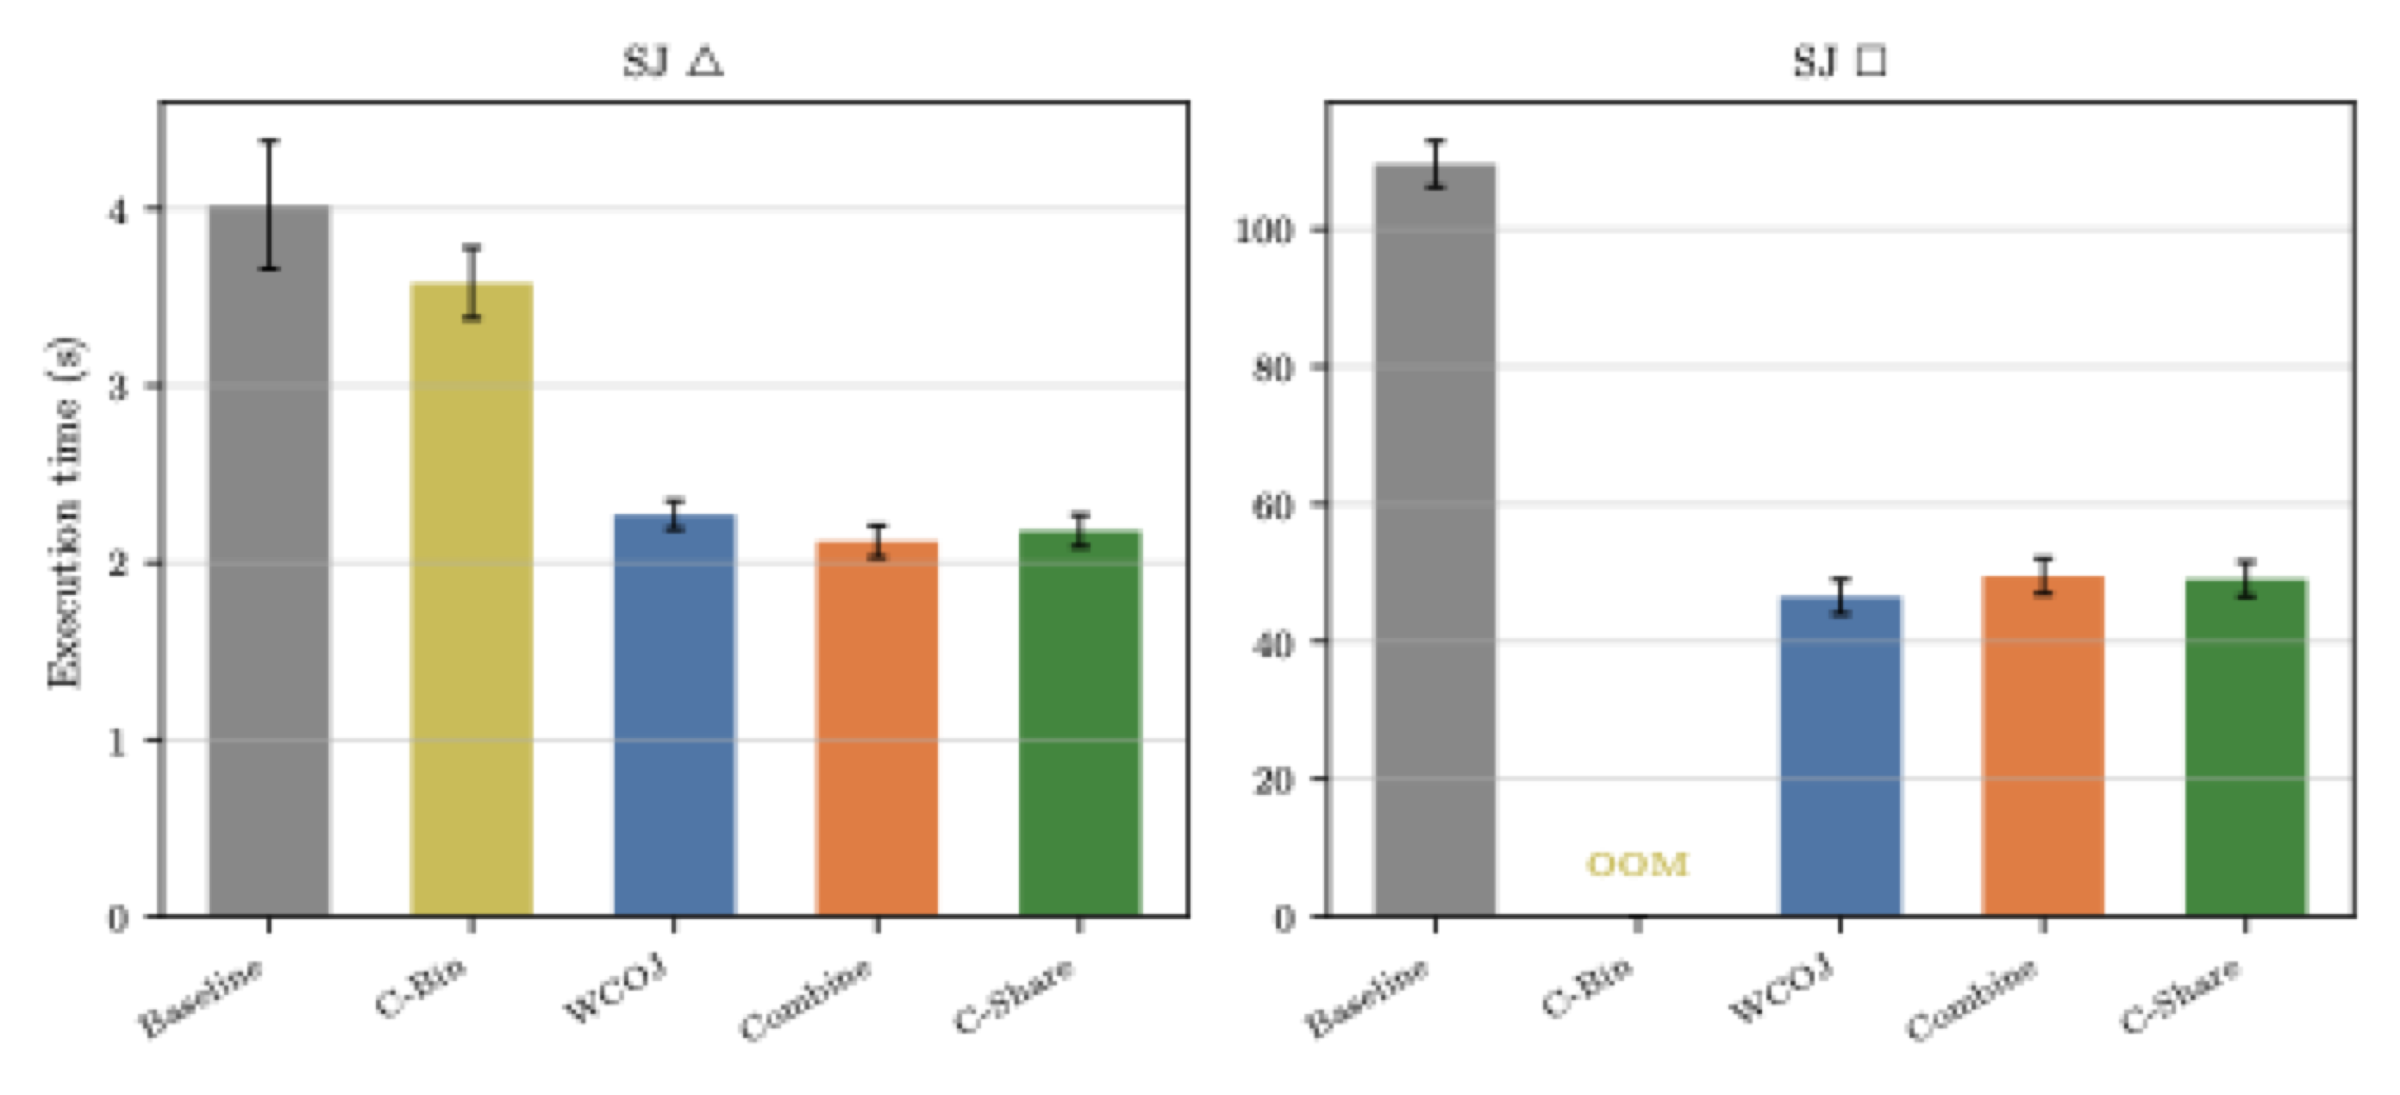 SJ △
SJ □
Execution time (s)
4
3
2
1
0
100
80
60
40
20
0
OOM
Baseline
C-Bin
WCOJ
Combine
C-Share
Baseline
C-Bin
WCOJ
Combine
C-Share